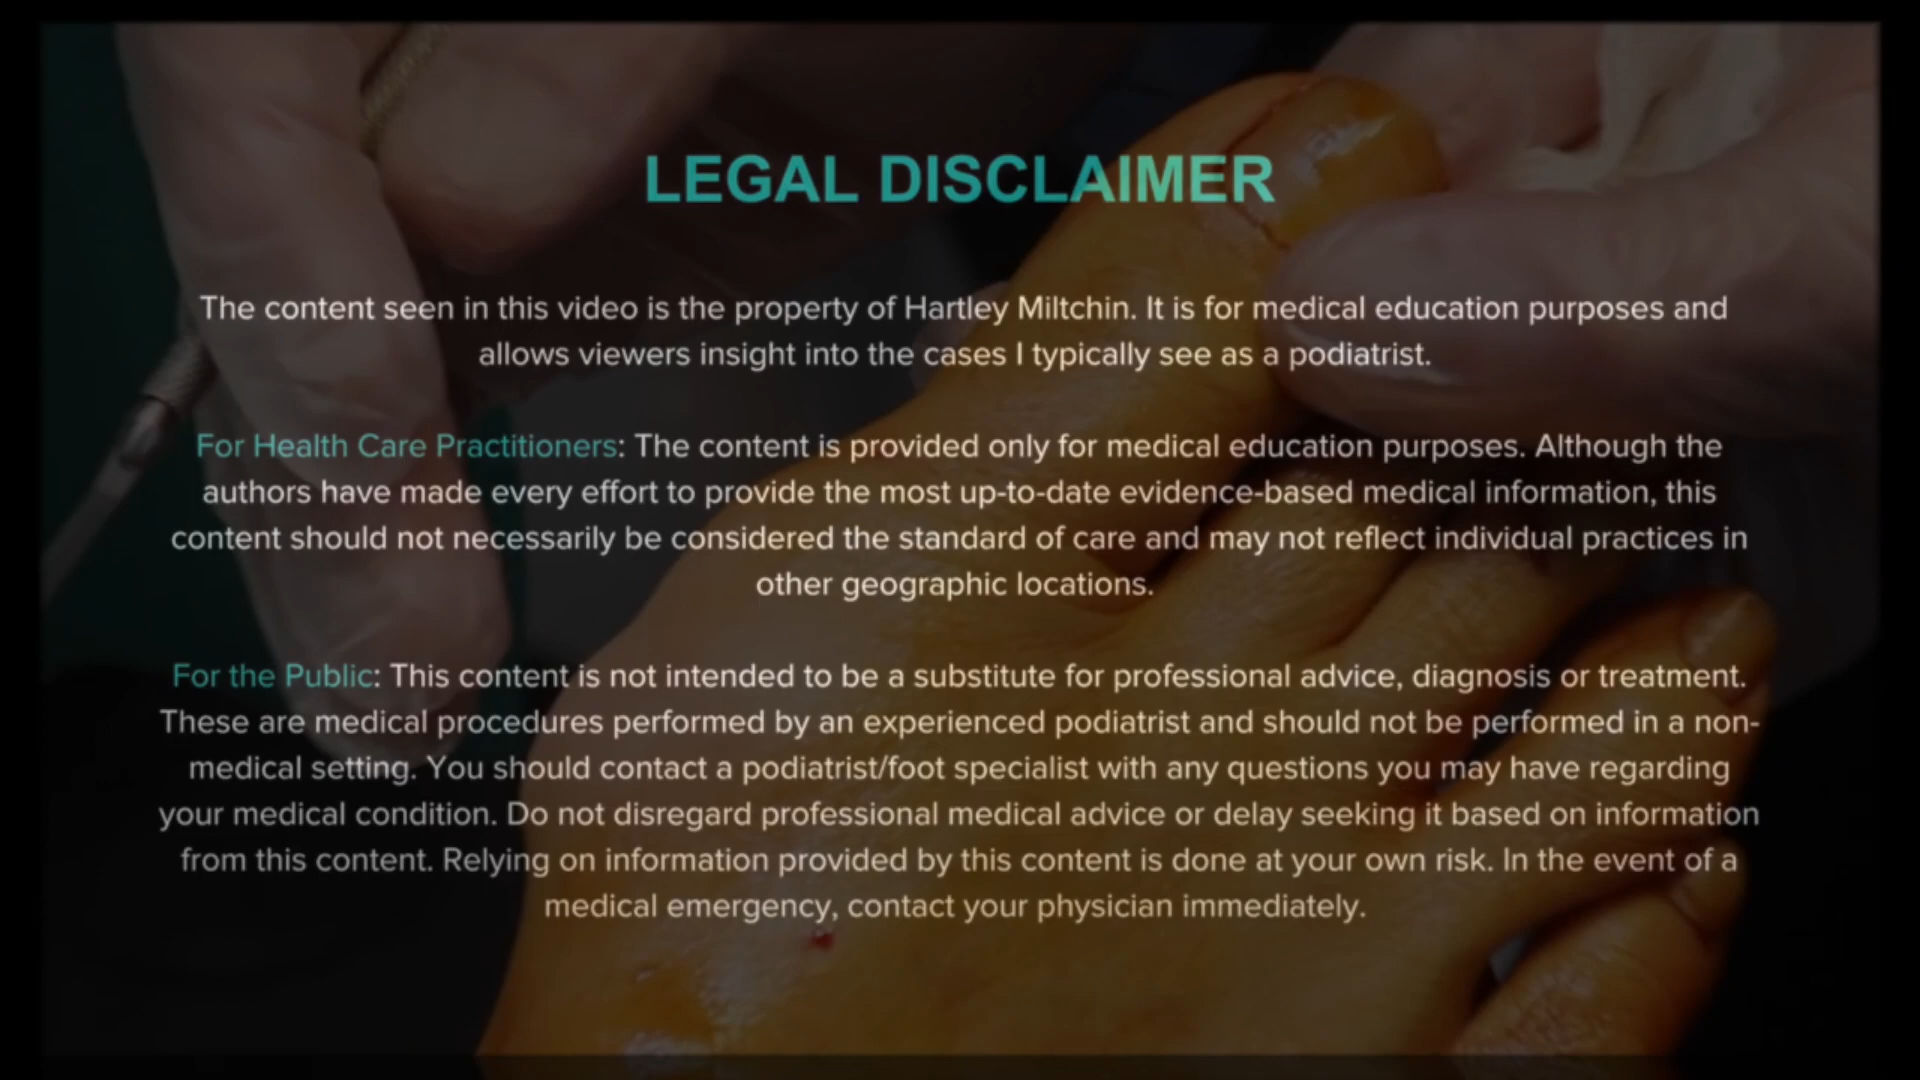 LEGAL DISCLAIMER
The content seen in this video is the property of Hartley Miltchin. It is for medical education purposes and
allows viewers insight into the cases I typically see as a podiatrist.
For Health Care Practitioners: The content is provided only for medical education purposes. Although the
authors have made every effort to provide the most up-to-date evidence-based medical information, this
content should not necessarily be considered the standard of care and may not reflect individual practices in
other geographic locations.
For the Public: This content is not intended to be a substitute for professional advice, diagnosis or treatment.
These are medical procedures performed by an experienced podiatrist and should not be performed in a non-
medical setting. You should contact a podiatrist/foot specialist with any questions you may have regarding
your medical condition. Do not disregard professional medical advice or delay seeking it based on information
from this content. Relying on information provided by this content is done at your own risk. In the event of a
medical emergency, contact your physician immediately.